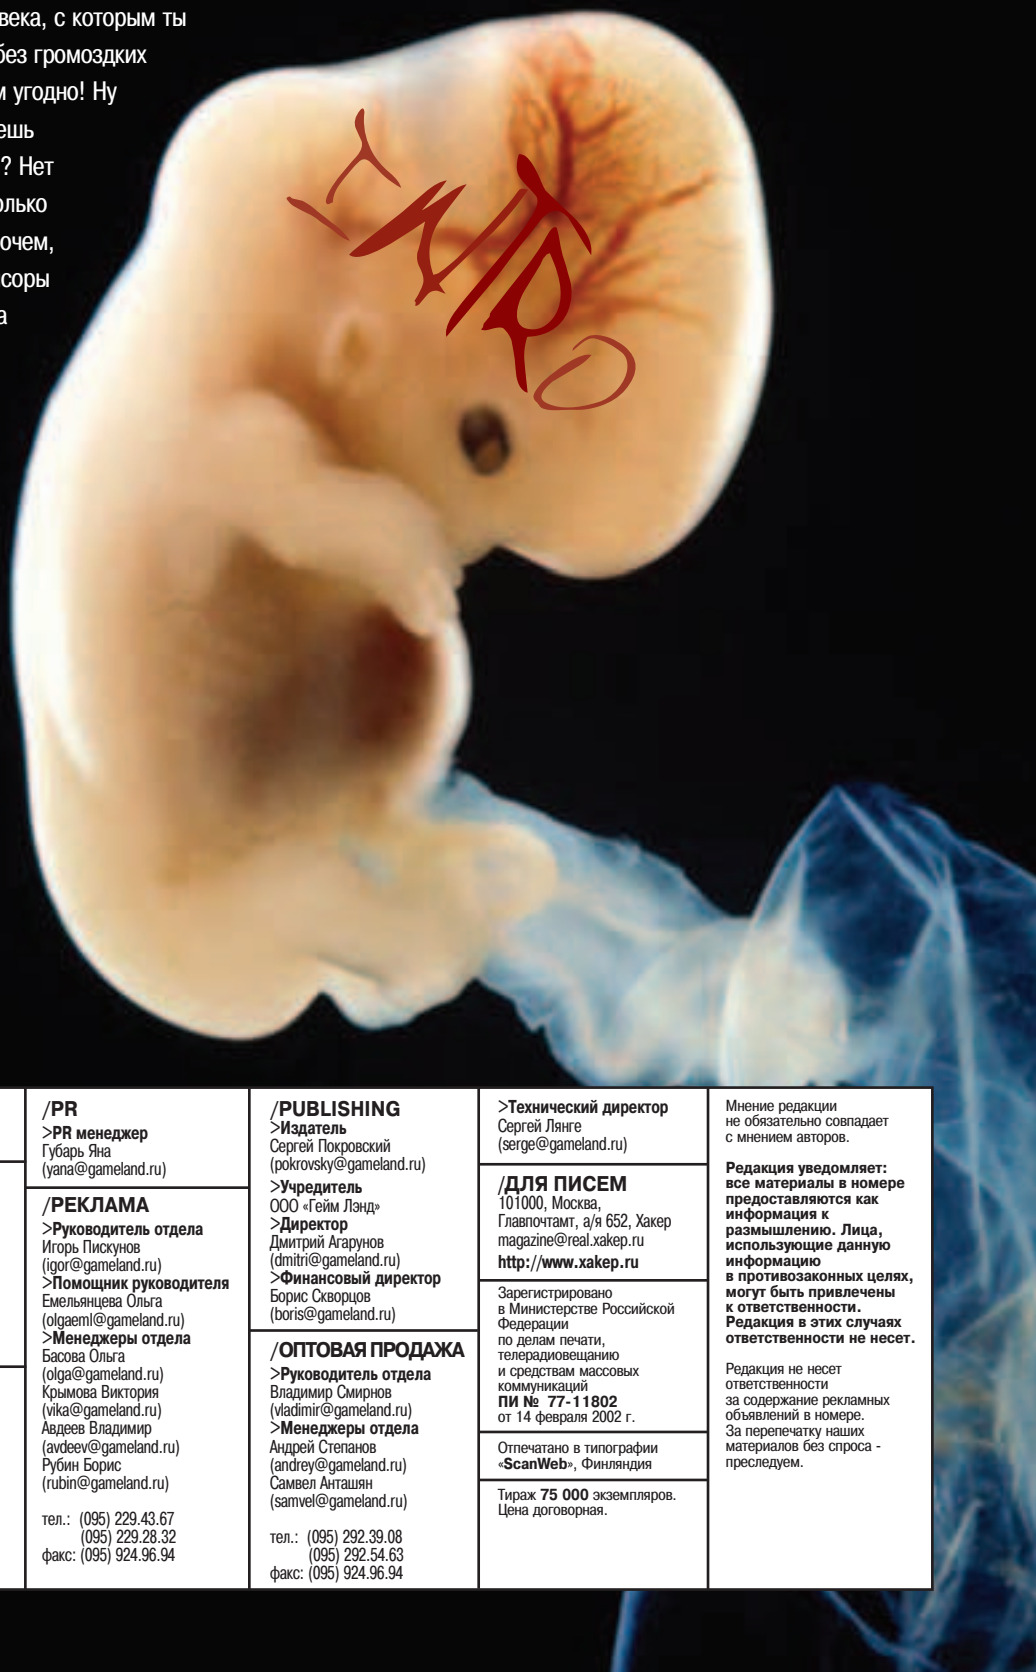 века, с которым ты
без громоздких
м угодно! Ну
ешь
? Нет
олько
очем,
соры
а
INTRO
/PR
>PR менеджер
Губарь Яна
(yana@gameland.ru)
/РЕКЛАМА
>Руководитель отдела
Игорь Пискунов
(igor@gameland.ru)
>Помощник руководителя
Емельянцева Ольга
(olgaeml@gameland.ru)
>Менеджеры отдела
Басова Ольга
(olga@gameland.ru)
Крымова Виктория
(vika@gameland.ru)
Авдеев Владимир
(avdeev@gameland.ru)
Рубин Борис
(rubin@gameland.ru)
тел.: (095) 229.43.67
(095) 229.28.32
факс: (095) 924.96.94
/PUBLISHING
>Издатель
Сергей Покровский
(pokrovsky@gameland.ru)
>Учредитель
ООО «Гейм Лэнд»
>Директор
Дмитрий Агарунов
(dmitri@gameland.ru)
>Финансовый директор
Борис Скворцов
(boris@gameland.ru)
/ОПТОВАЯ ПРОДАЖА
>Руководитель отдела
Владимир Смирнов
(vladimir@gameland.ru)
>Менеджеры отдела
Андрей Степанов
(andrey@gameland.ru)
Самвел Анташян
(samvel@gameland.ru)
тел.: (095) 292.39.08
(095) 292.54.63
факс: (095) 924.96.94
>Технический директор
Сергей Лянге
(serge@gameland.ru)
/ДЛЯ ПИСЕМ
101000, Москва,
Главпочтамт, а/я 652, Хакер
magazine@real.xakep.ru
http://www.xakep.ru
Зарегистрировано
в Министерстве Российской
Федерации
по делам печати,
телерадиовещанию
и средствам массовых
коммуникаций
ПИ № 77-11802
от 14 февраля 2002 г.
Отпечатано в типографии
«ScanWeb», Финляндия
Тираж 75 000 экземпляров.
Цена договорная.
Мнение редакции
не обязательно совпадает
с мнением авторов.
Редакция уведомляет:
все материалы в номере
предоставляются как
информация к
размышлению. Лица,
использующие данную
информацию
в противозаконных целях,
могут быть привлечены
к ответственности.
Редакция в этих случаях
ответственности не несет.
Редакция не несет
ответственности
за содержание рекламных
объявлений в номере.
За перепечатку наших
материалов без спроса -
преследуем.